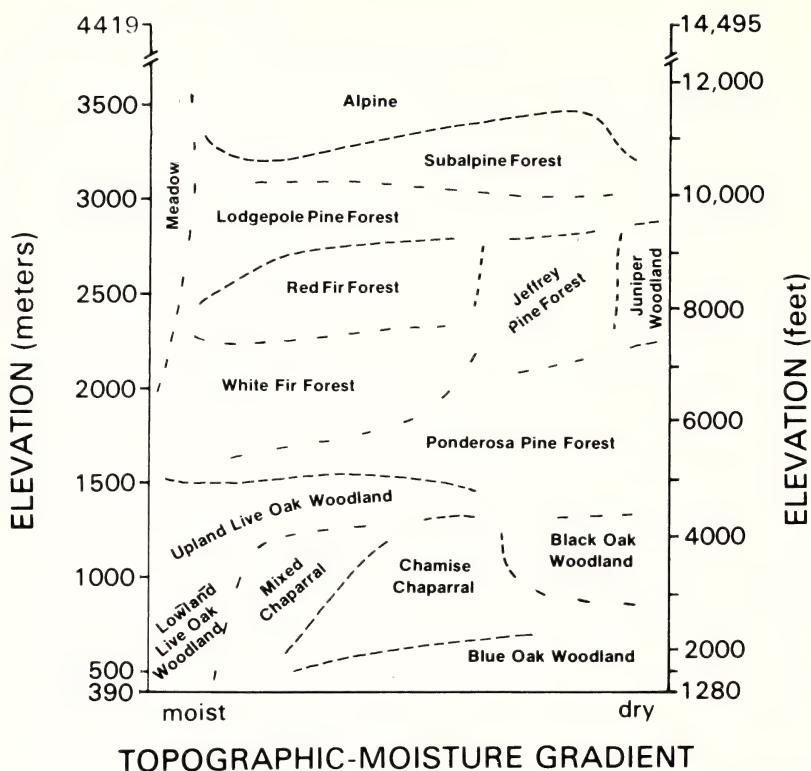 4419
14,495
12,000
3500
Alpine
Subalpine Forest
Meadow
3000
10,000
Lodgepole Pine Forest
2500
Red Fir Forest
Jeffrey
Pine Forest
Juniper
Woodland
8000
ELEVATION (meters)
ELEVATION (feet)
2000
White Fir Forest
6000
Ponderosa Pine Forest
1500
Upland Live Oak Woodland
4000
Black Oak
Woodland
1000
Lowland
Live Oak
Woodland
Mixed
Chaparral
Chamise
Chaparral
2000
500
Blue Oak Woodland
390
1280
moist
dry
TOPOGRAPHIC-MOISTURE GRADIENT